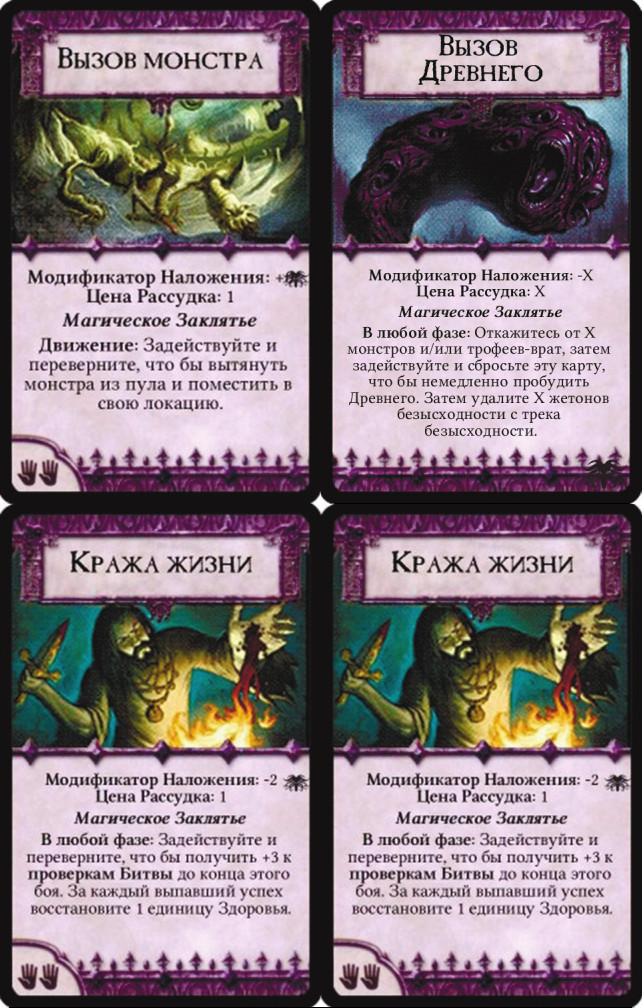 Вызов монстра
Модификатор Наложения: +
Цена Рассудка: 1
Магическое Заклятье
Движение: Задействуйте и
переверните, что бы вытянуть
монстра из пула и поместить в
свою локацию.
Вызов
Древнего
Модификатор Наложения: -X
Цена Рассудка: X
Магическое Заклятье
В любой фазе: Откажитесь от X
монстров и/или трофеев-врат, затем
задействуйте и сбросьте эту карту,
что бы немедленно пробудить
Древнего. Затем удалите X жетонов
безысходности с трека
безысходности.
Кража жизни
Модификатор Наложения: -2
Цена Рассудка: 1
Магическое Заклятье
В любой фазе: Задействуйте и
переверните, что бы получить +3 к
проверкам Битвы до конца этого
боя. За каждый выпавший успех
восстановите 1 единицу Здоровья.
Кража жизни
Модификатор Наложения: -2
Цена Рассудка: 1
Магическое Заклятье
В любой фазе: Задействуйте и
переверните, что бы получить +3 к
проверкам Битвы до конца этого
боя. За каждый выпавший успех
восстановите 1 единицу Здоровья.